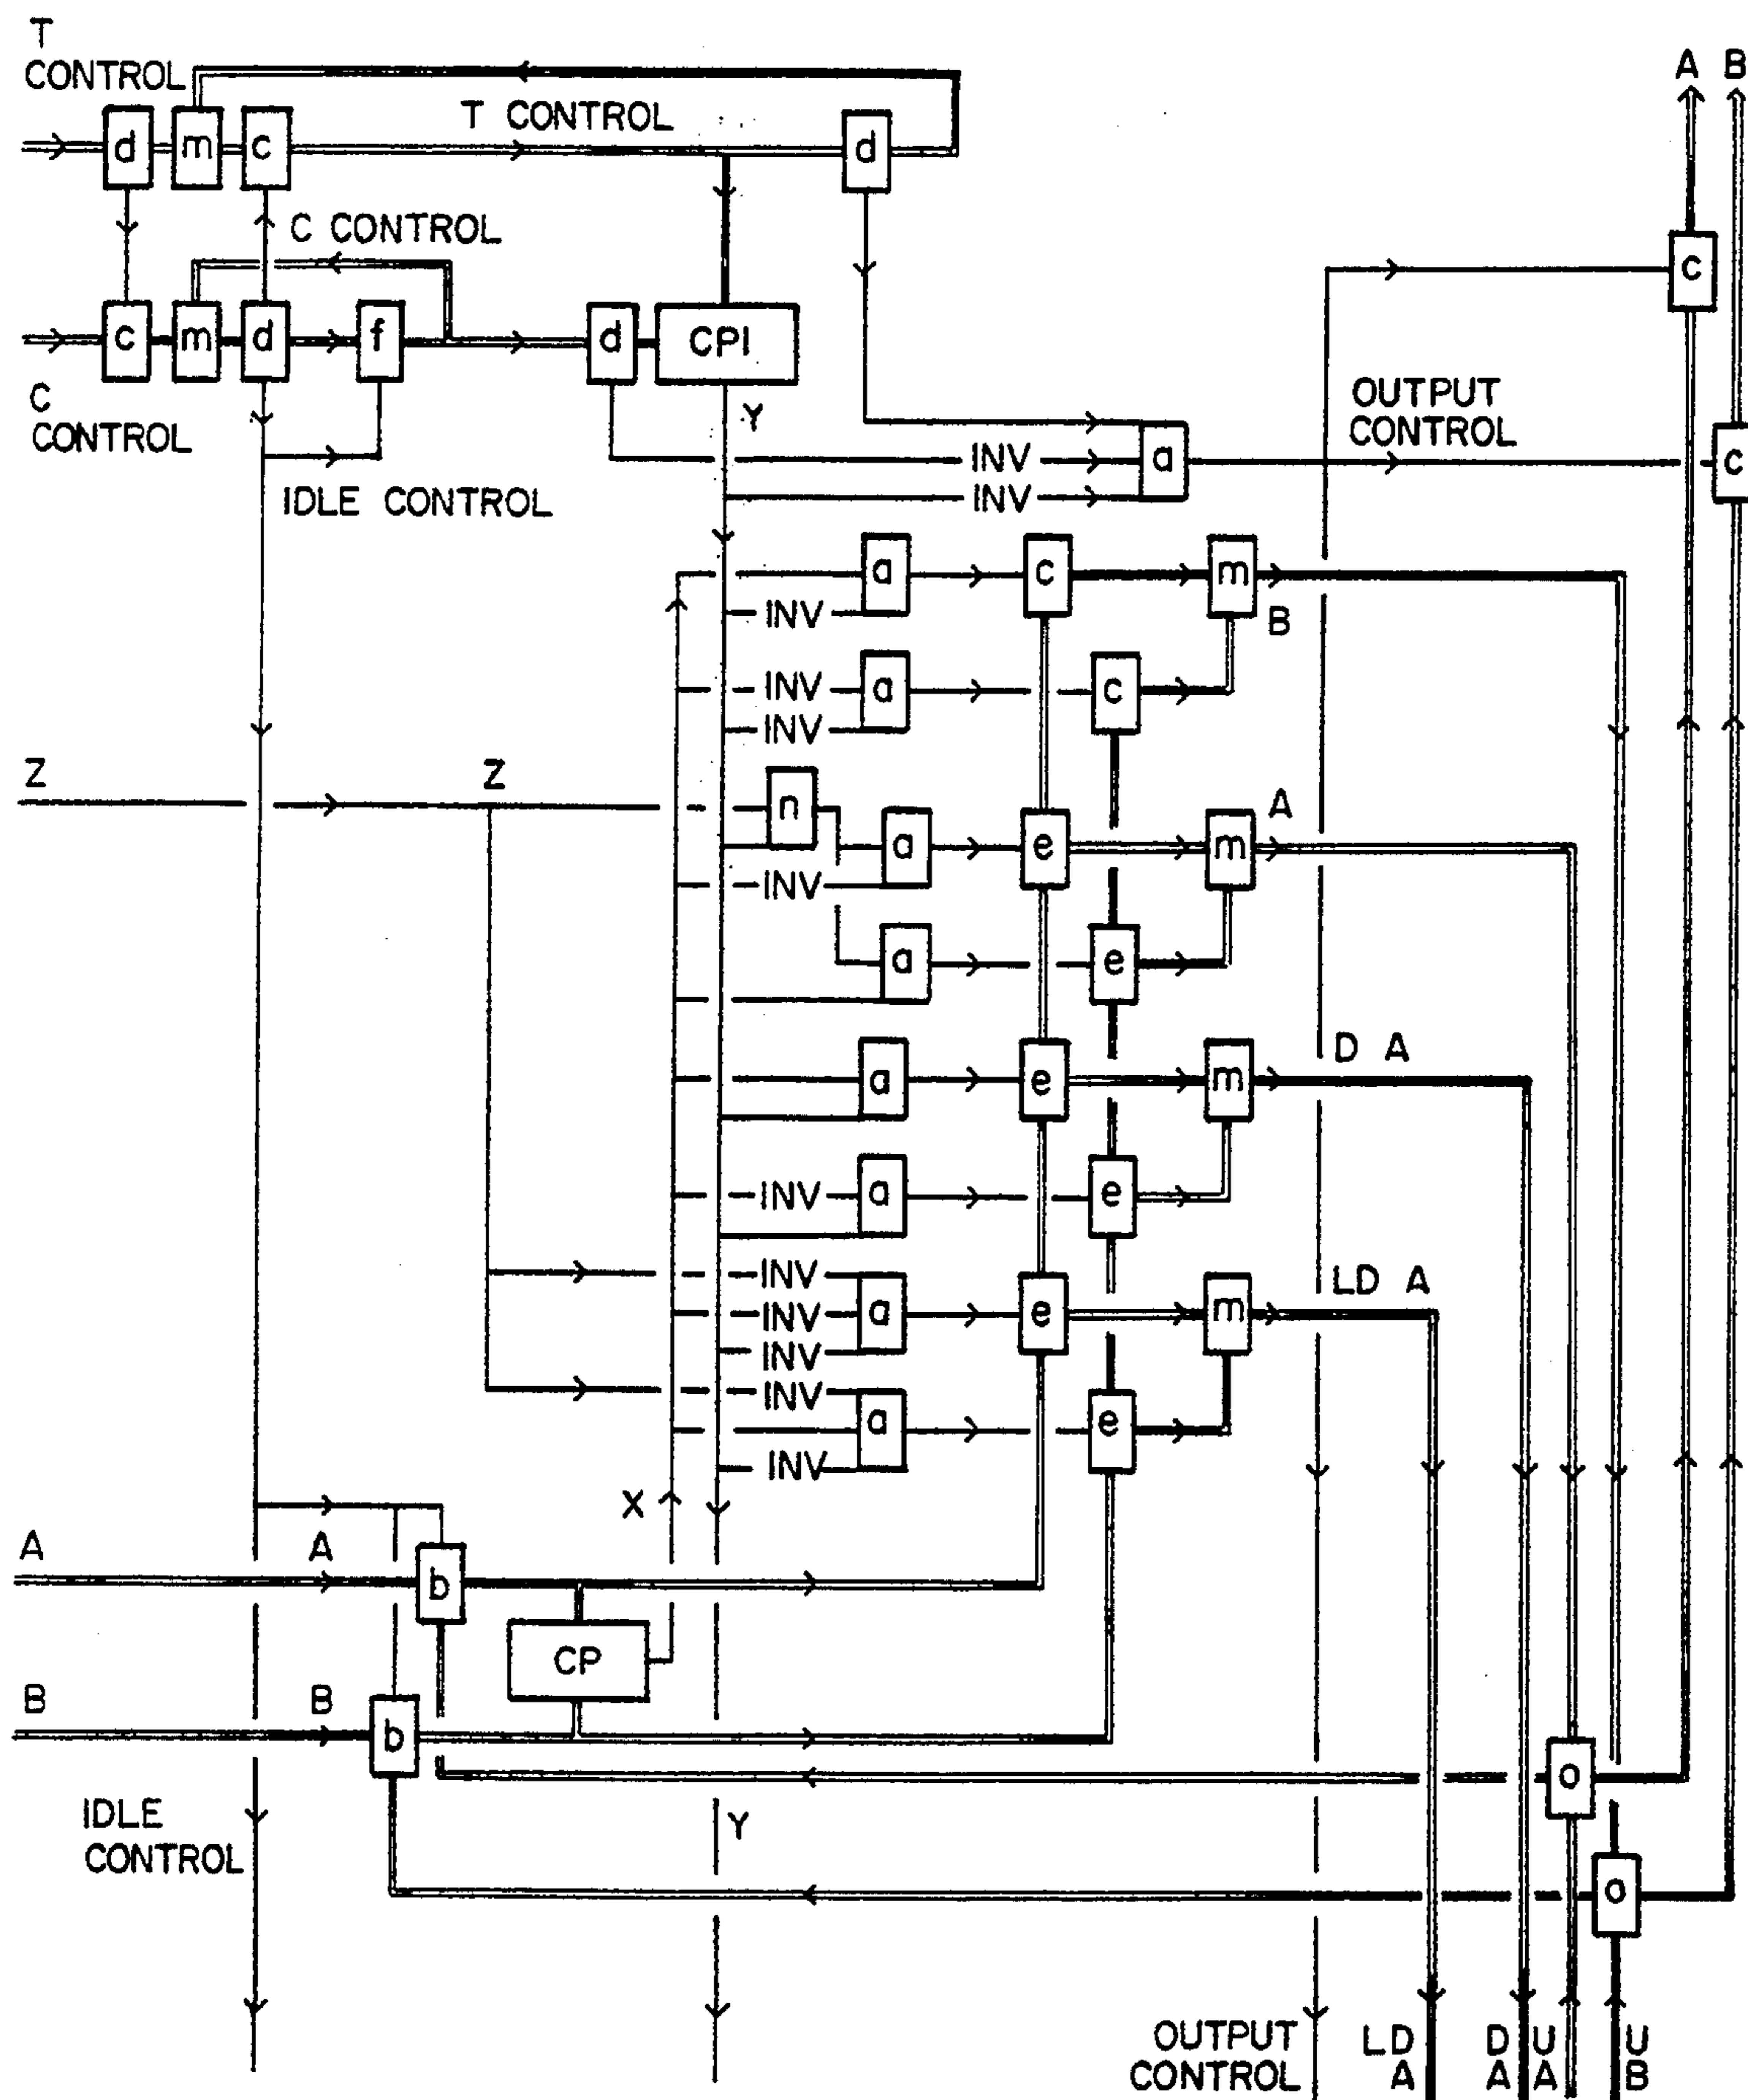 T
CONTROL
A B
T CONTROL
d m c d
C CONTROL
c
c m d f d CPI
C
CONTROL
Y
OUTPUT
CONTROL
INV a c
IDLE CONTROL
INV
a c m
INV
B
INV a c
INV
Z Z
n A
a e m
INV
a e
D A
a e m
INV a e
INV LD A
INV a e m
INV
INV
a e
INV
X
A A
b
CP
B B
b
o
IDLE
CONTROL
Y
o
OUTPUT
CONTROL
LD
A
D
A
U
A
U
B